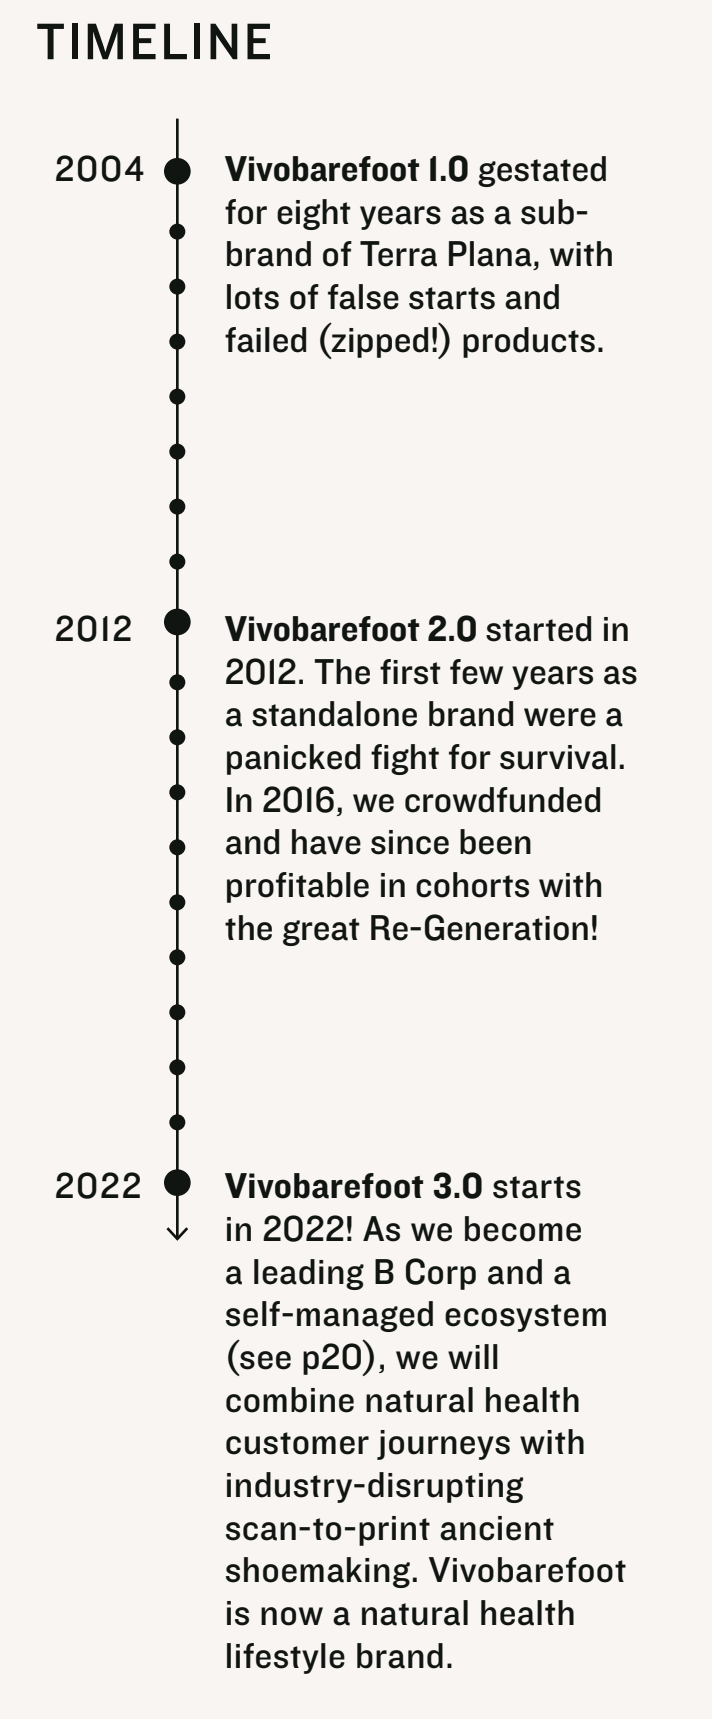 TIMELINE
2004
Vivobarefoot 1.0 gestated
for eight years as a sub-
brand of Terra Plana, with
lots of false starts and
failed (zipped!) products.
2012
Vivobarefoot 2.0 started in
2012. The first few years as
a standalone brand were a
panicked fight for survival.
In 2016, we crowdfunded
and have since been
profitable in cohorts with
the great Re-Generation!
2022
Vivobarefoot 3.0 starts
in 2022! As we become
a leading B Corp and a
self-managed ecosystem
(see p20), we will
combine natural health
customer journeys with
industry-disrupting
scan-to-print ancient
shoemaking. Vivobarefoot
is now a natural health
lifestyle brand.